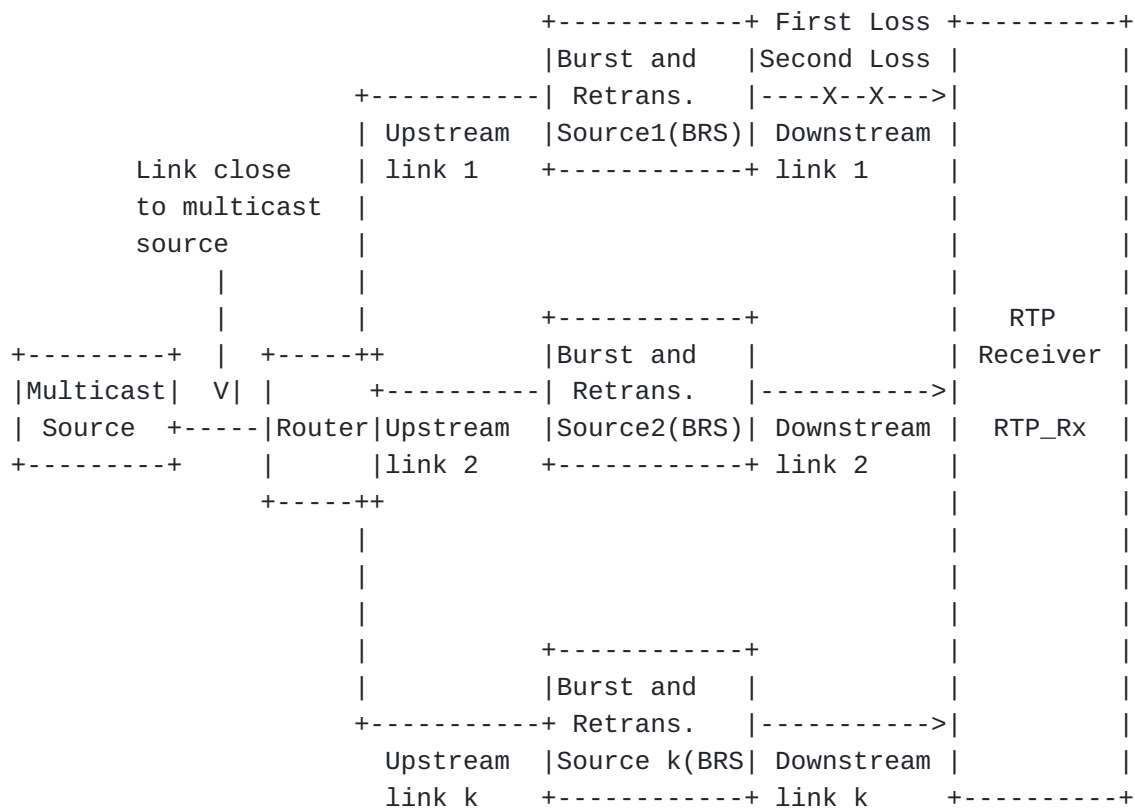 +------------+ First Loss +----------+
|Burst and   |Second Loss |          |
+-----------| Retrans.   |----X--X--->|          |
| Upstream  |Source1(BRS)| Downstream |          |
Link close    | link 1    +------------+ link 1     |          |
to multicast  |                                     |          |
source        |                                     |          |
|        |                                     |          |
|        |           +------------+            |   RTP    |
+---------+  |  +-----++           |Burst and   |            | Receiver |
|Multicast|  V| |      +----------| Retrans.   |----------->|          |
| Source  +-----|Router|Upstream  |Source2(BRS)| Downstream |  RTP_Rx  |
+---------+     |      |link 2    +------------+ link 2     |          |
+-----++                                    |          |
|                                     |          |
|                                     |          |
|                                     |          |
|           +------------+            |          |
|           |Burst and   |            |          |
+-----------+ Retrans.   |----------->|          |
Upstream  |Source k(BRS| Downstream |          |
link k    +------------+ link k     +----------+